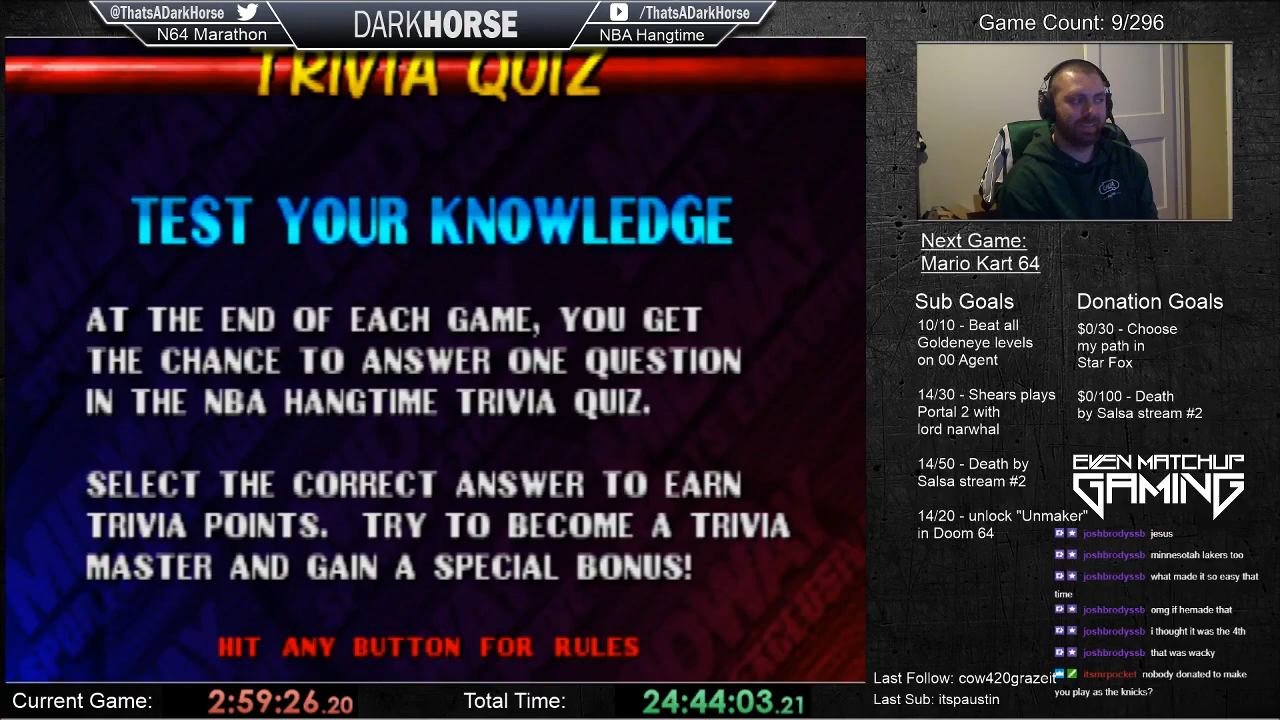 @ThatsADarkHorse
N64 Marathon
DARKHORSE
/ThatsADarkHorse
NBA Hangtime
Game Count: 9/296
TRIVIA QUIZ
TEST YOUR KNOWLEDGE
AT THE END OF EACH GAME, YOU GET
THE CHANCE TO ANSWER ONE QUESTION
IN THE NBA HANGTIME TRIVIA QUIZ.
SELECT THE CORRECT ANSWER TO EARN
TRIVIA POINTS. TRY TO BECOME A TRIVIA
MASTER AND GAIN A SPECIAL BONUS!
HIT ANY BUTTON FOR RULES
Next Game:
Mario Kart 64
Sub Goals
10/10 - Beat all
Goldeneye levels
on 00 Agent
14/30 - Shears plays
Portal 2 with
lord narwhal
14/50 - Death by
Salsa stream #2
14/20 - unlock "Unmaker"
in Doom 64
Donation Goals
$0/30 - Choose
my path in
Star Fox
$0/100 - Death
by Salsa stream #2
EVEN MATCHUP
GAMING
joshbrodyssb jesus
joshbrodyssb minnesotah lakers too
joshbrodyssb what made it so easy that
time
joshbrodyssb omg if hemade that
joshbrodyssb i thought it was the 4th
joshbrodyssb that was wacky
itsmrpocket nobody donated to make
you play as the knicks?
Last Follow: cow420grazeit
Last Sub: itspaustin
Current Game: 2:59:26.20
Total Time: 24:44:03.21